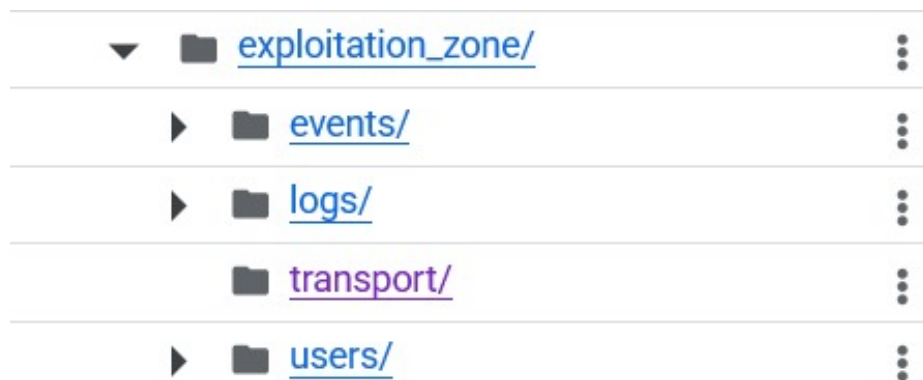 exploitation_zone/
events/
logs/
transport/
users/